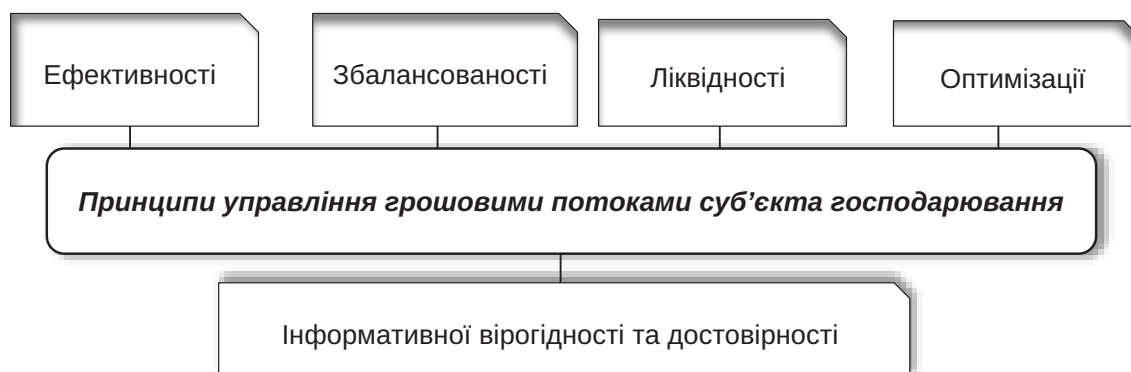 Ефективності
Збалансованості
Ліквідності
Оптимізації
Принципи управління грошовими потоками суб’єкта господарювання
Інформативної вірогідності та достовірності